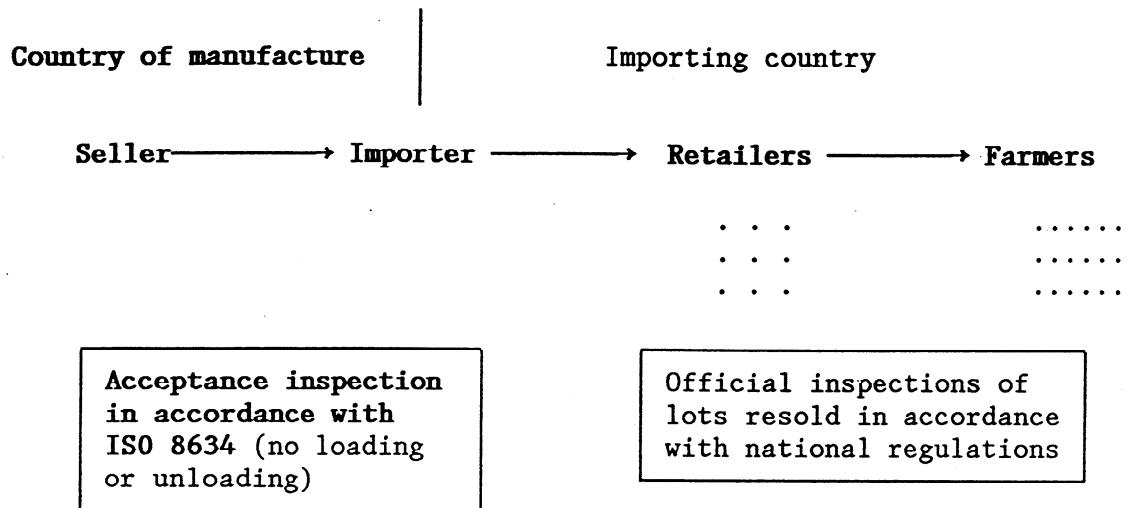 Country of manufacture
Importing country
Seller → Importer → Retailers → Farmers
. . .
......
. . .
......
. . .
......
Acceptance inspection
in accordance with
ISO 8634 (no loading
or unloading)
Official inspections of
lots resold in accordance
with national regulations